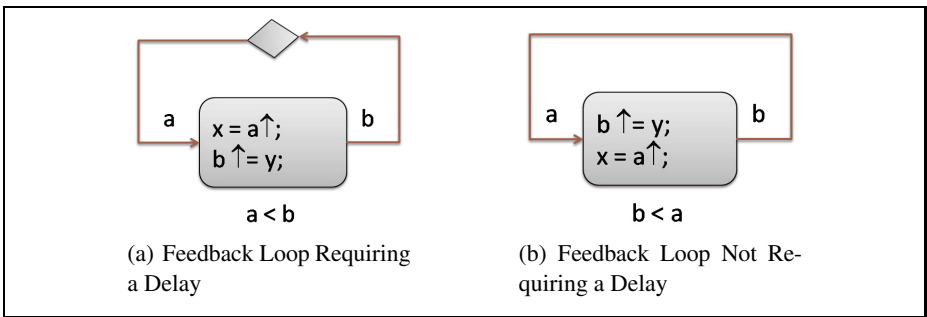 a
x = a↑;
b ↑= y;
b
a < b
(a) Feedback Loop Requiring
a Delay
a
b ↑= y;
x = a↑;
b
b < a
(b) Feedback Loop Not Re-
quiring a Delay